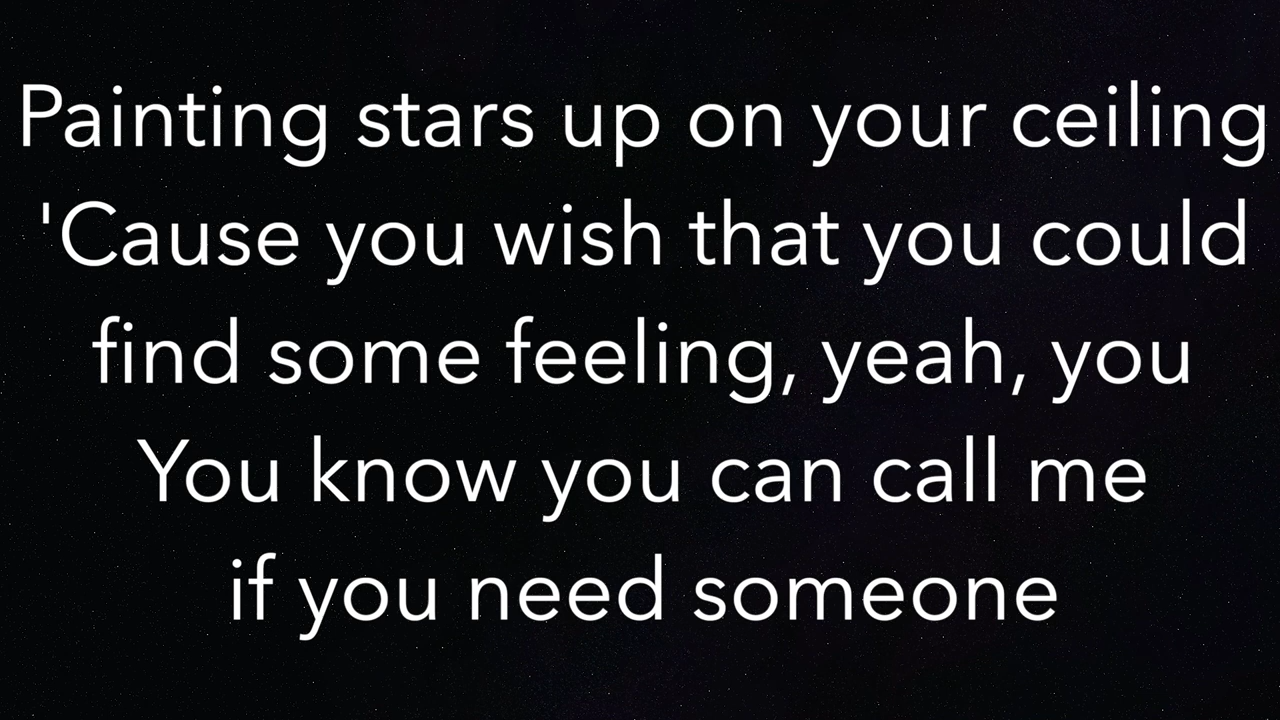 Painting stars up on your ceiling
'Cause you wish that you could
find some feeling, yeah, you
You know you can call me
if you need someone